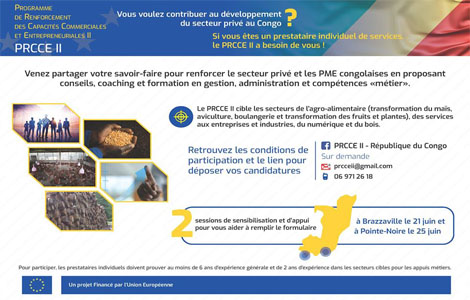 PROGRAMME
DE RENFORCEMENT
DES CAPACITÉS COMMERCIALES
ET ENTREPRENEURIALES II
PRCCE II
Vous voulez contribuer au développement
du secteur privé au Congo ?
Si vous êtes un prestataire individuel de services,
le PRCCE II a besoin de vous !
Venez partager votre savoir-faire pour renforcer le secteur privé et les PME congolaises en proposant
conseils, coaching et formation en gestion, administration et compétences «métier».
Le PRCCE II cible les secteurs de l'agro-alimentaire (transformation du maïs,
aviculture, boulangerie et transformation des fruits et plantes), des services
aux entreprises et industries, du numérique et du bois.
Retrouvez les conditions de
participation et le lien pour
déposer vos candidatures
PRCCE II - République du Congo
Sur demande
prcceii@gmail.com
06 971 26 18
2 sessions de sensibilisation et d'appui
pour vous aider à remplir le formulaire
à Brazzaville le 21 juin et
à Pointe-Noire le 25 juin
Pour participer, les prestataires individuels doivent prouver au moins de 6 ans d'expérience générale et de 2 ans d'expérience dans les secteurs cibles pour les appuis métiers.
Un projet Financé par l'Union Européenne